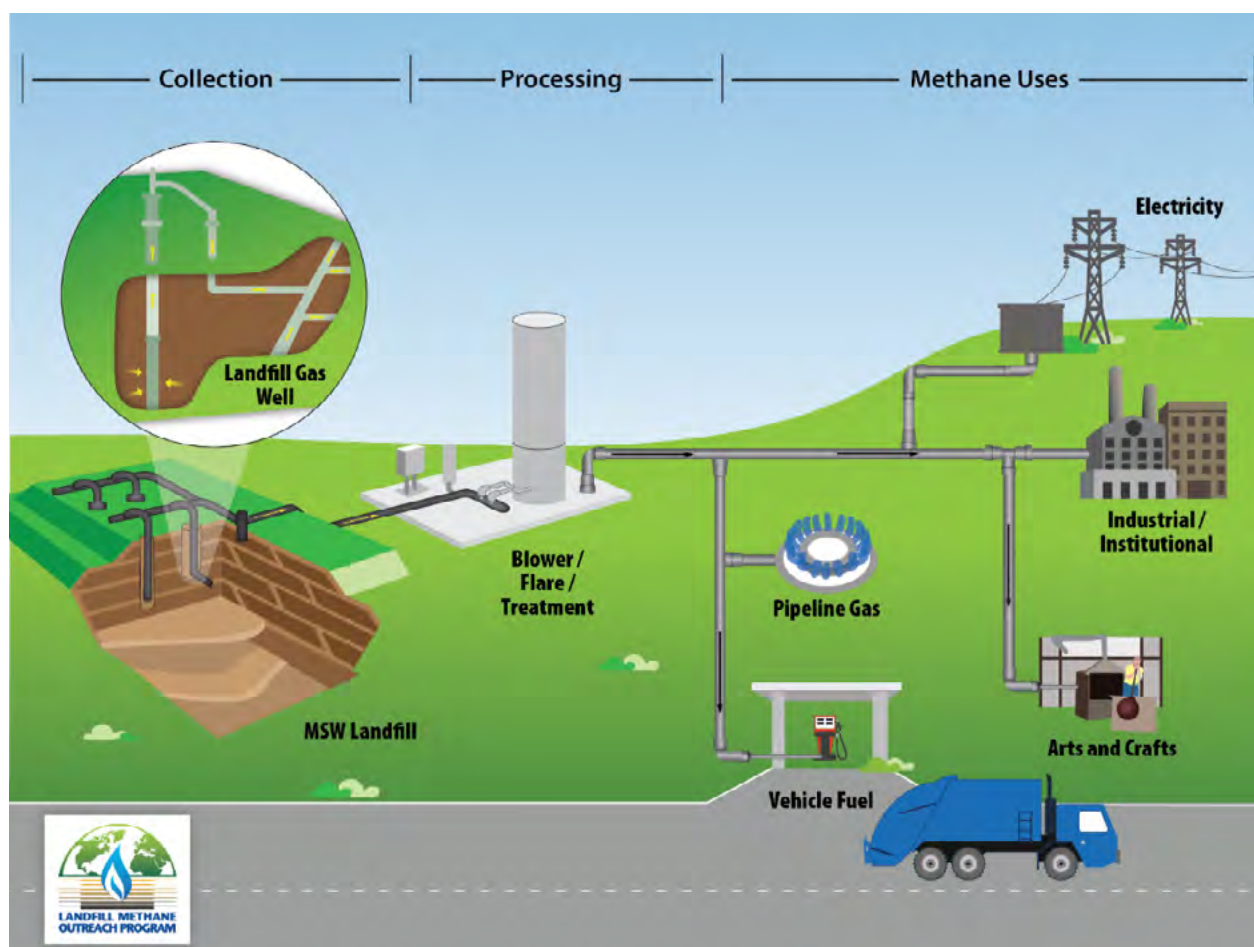 Collection
Processing
Methane Uses
Electricity
Landfill Gas
Well
Industrial /
Institutional
Blower /
Flare /
Treatment
Pipeline Gas
MSW Landfill
Arts and Crafts
Vehicle Fuel
LANDFILL METHANE
OUTREACH PROGRAM